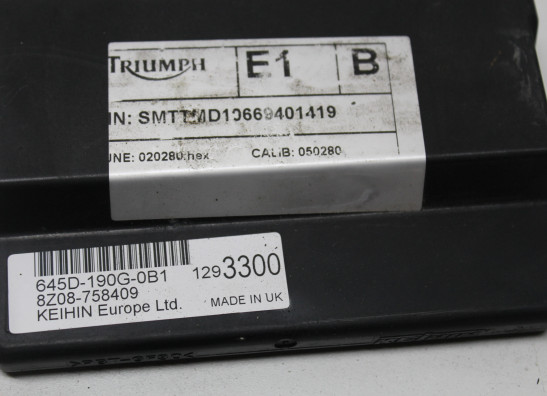 TRIUMPH E1 B
IN: SMTTMD10669401419
UNE: 020280.hex CALIB: 050280
645D-190G-0B1 1293300
8Z08-758409
KEIHIN Europe Ltd. MADE IN UK